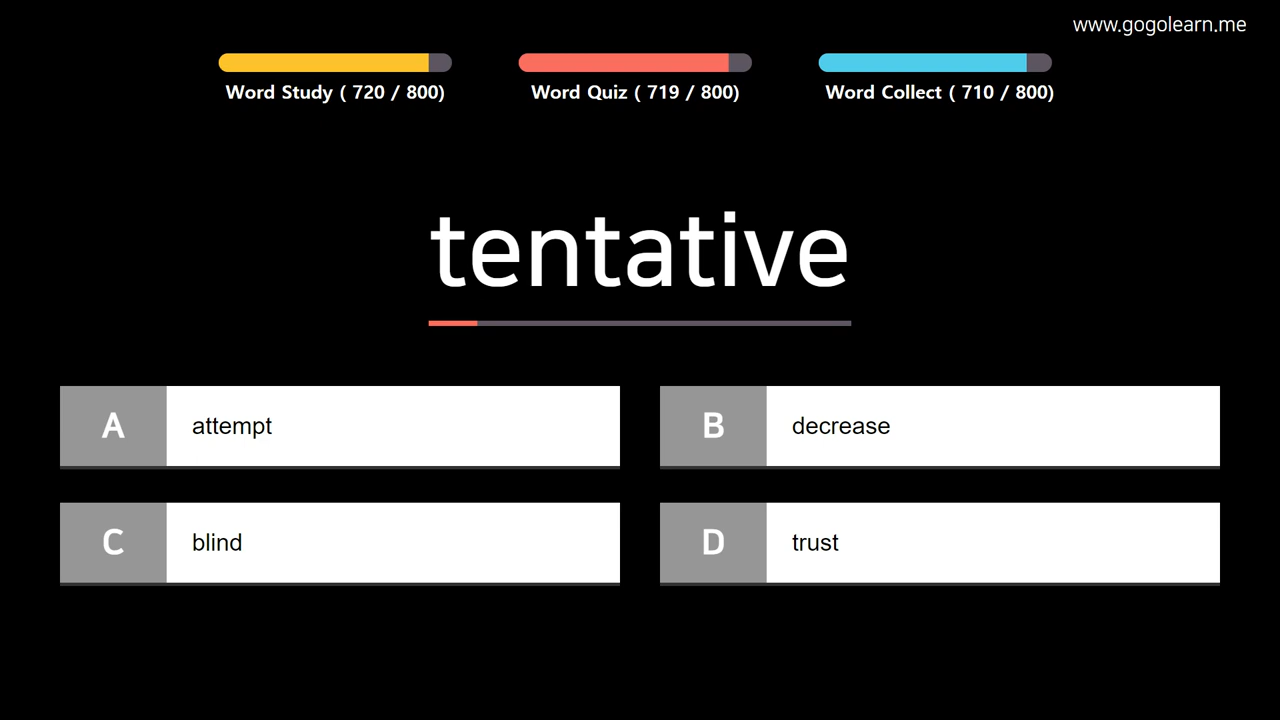 www.gogolearn.me
Word Study ( 720 / 800)
Word Quiz ( 719 / 800)
Word Collect ( 710 / 800)
tentative
A attempt
B decrease
C blind
D trust